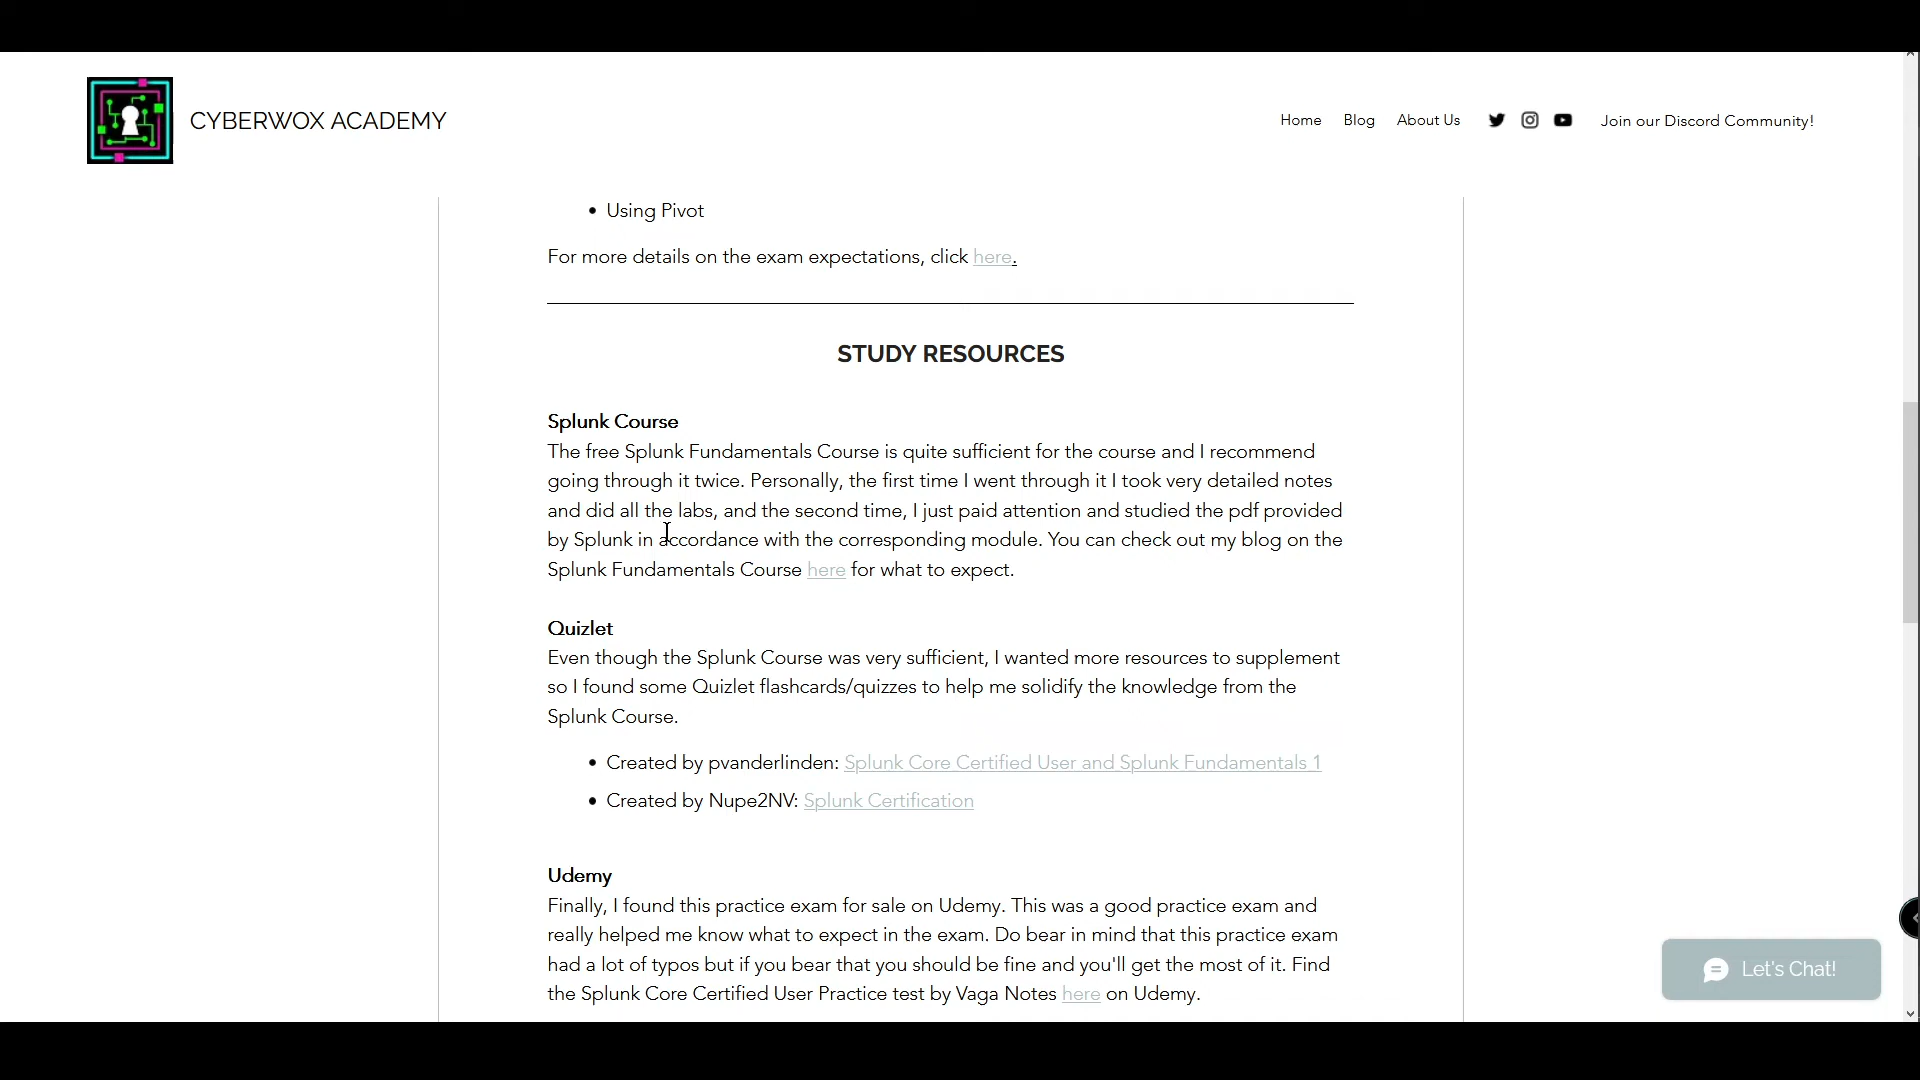 CYBERWOX ACADEMY
Home Blog About Us Join our Discord Community!
• Using Pivot
For more details on the exam expectations, click here.
STUDY RESOURCES
Splunk Course
The free Splunk Fundamentals Course is quite sufficient for the course and I recommend
going through it twice. Personally, the first time I went through it I took very detailed notes
and did all the labs, and the second time, I just paid attention and studied the pdf provided
by Splunk in accordance with the corresponding module. You can check out my blog on the
Splunk Fundamentals Course here for what to expect.
Quizlet
Even though the Splunk Course was very sufficient, I wanted more resources to supplement
so I found some Quizlet flashcards/quizzes to help me solidify the knowledge from the
Splunk Course.
• Created by pvanderlinden: Splunk Core Certified User and Splunk Fundamentals 1
• Created by Nupe2NV: Splunk Certification
Udemy
Finally, I found this practice exam for sale on Udemy. This was a good practice exam and
really helped me know what to expect in the exam. Do bear in mind that this practice exam
had a lot of typos but if you bear that you should be fine and you'll get the most of it. Find
the Splunk Core Certified User Practice test by Vaga Notes here on Udemy.
Let's Chat!